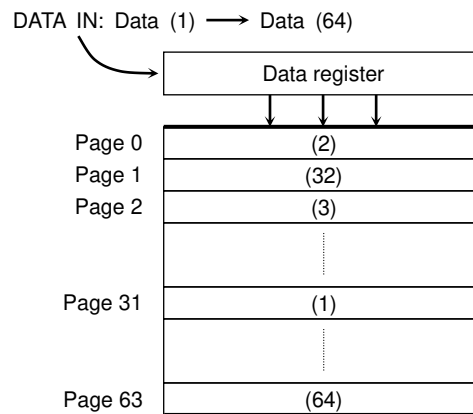 DATA IN: Data (1) Data (64)
Data register
Page 0 (2)
Page 1 (32)
Page 2 (3)
Page 31 (1)
Page 63 (64)